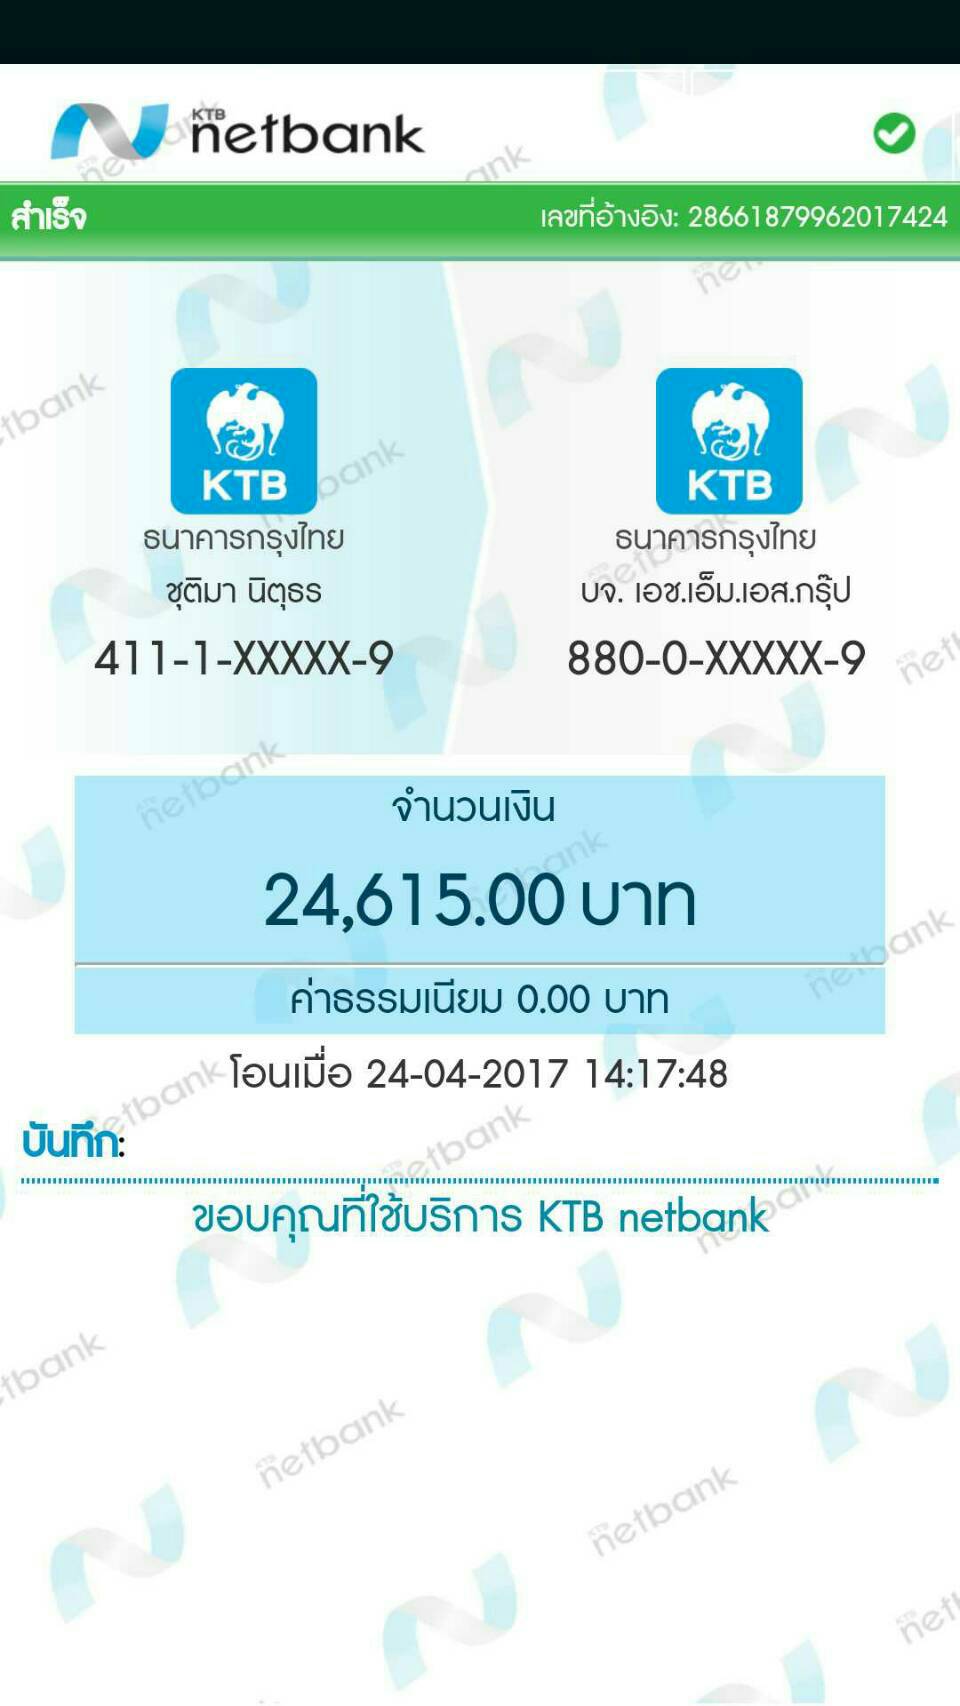 KTB
netbank
สำเร็จ
เลขที่อ้างอิง: 28661879962017424
KTB
ธนาคารกรุงไทย
ชุติมา นิตุธร
411-1-XXXXX-9
KTB
ธนาคารกรุงไทย
บจ. เอช.เอ็ม.เอส.กรุ๊ป
880-0-XXXXX-9
จำนวนเงิน
24,615.00 บาท
ค่าธรรมเนียม 0.00 บาท
โอนเมื่อ 24-04-2017 14:17:48
บันทึก:
ขอบคุณที่ใช้บริการ KTB netbank